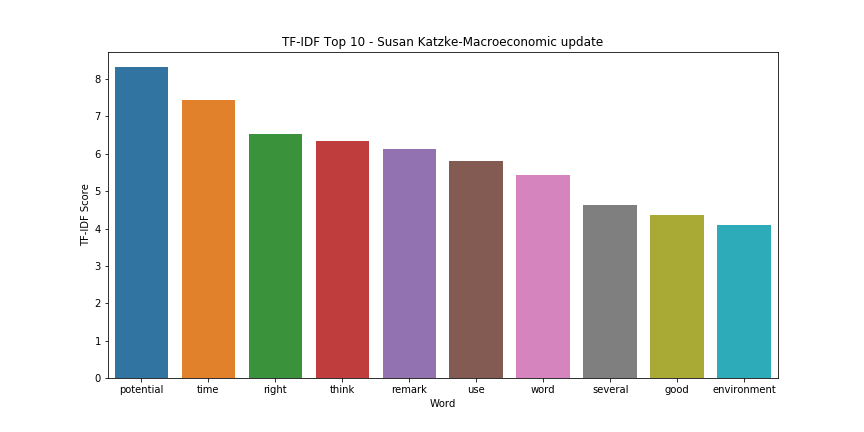 TF-IDF Top 10 - Susan Katzke-Macroeconomic update
TF-IDF Score
8
7
6
5
4
3
2
1
0
potential time right think remark use word several good environment
Word